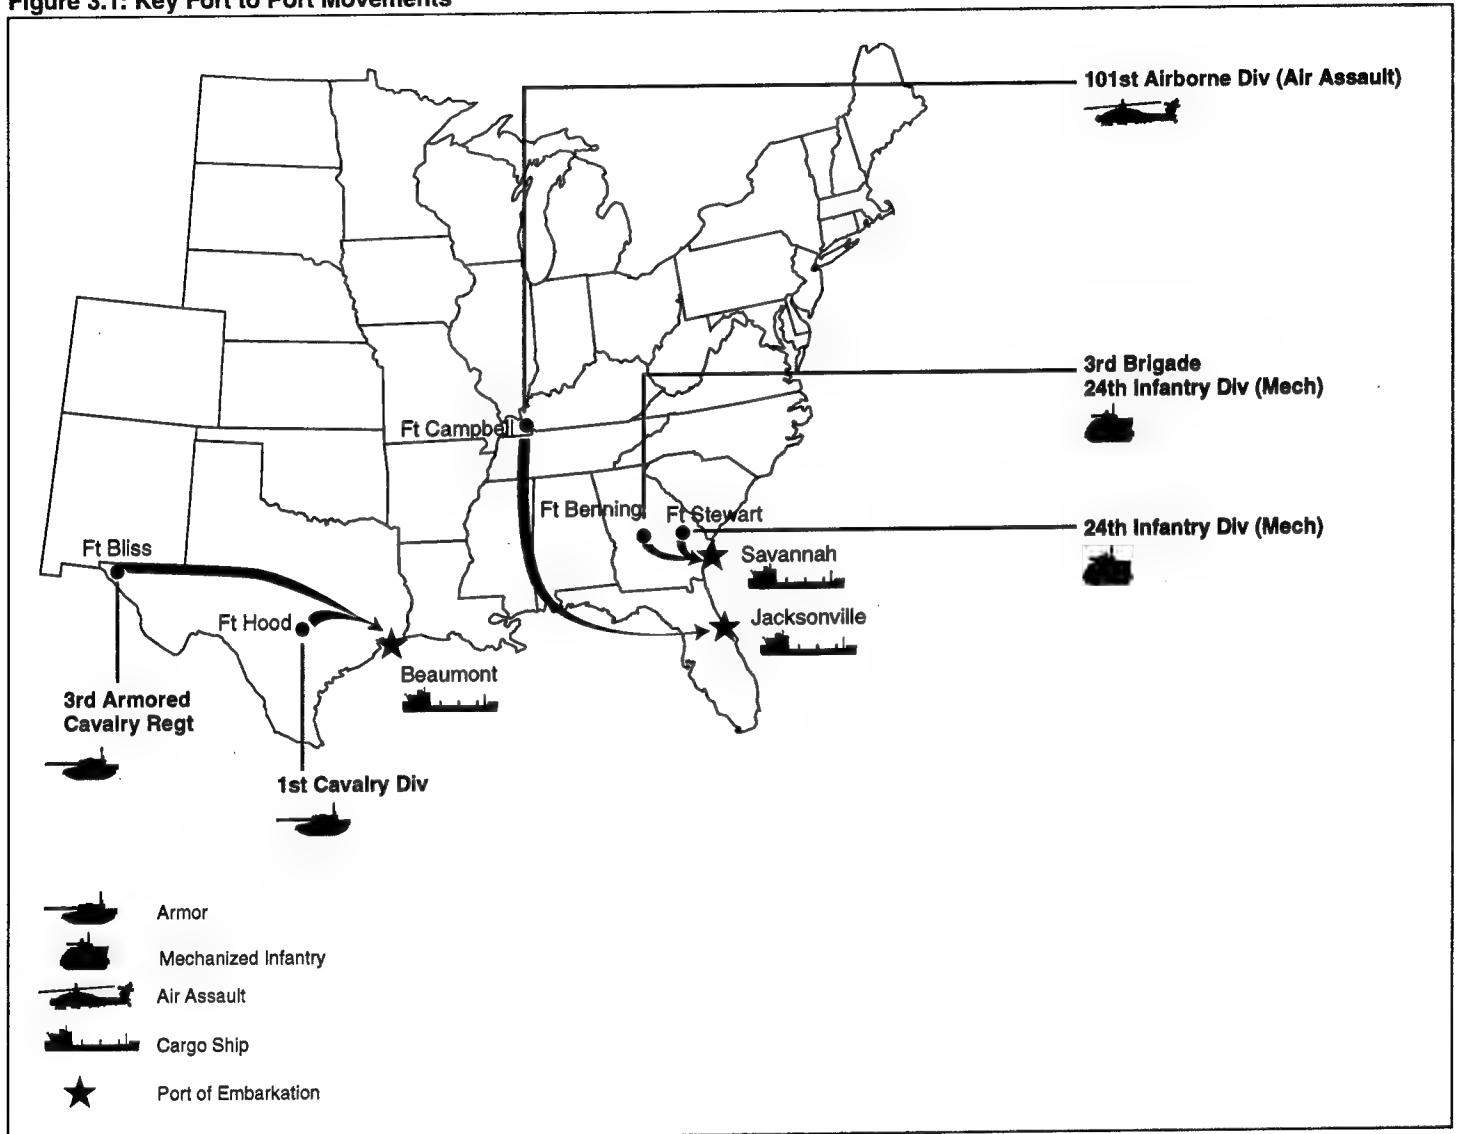 Figure 3.1: Key Fort to Port Movements
101st Airborne Div (Air Assault)
3rd Brigade
24th Infantry Div (Mech)
Ft Campbell
Ft Benning
Ft Stewart
24th Infantry Div (Mech)
Savannah
Ft Bliss
Jacksonville
Ft Hood
Beaumont
3rd Armored
Cavalry Regt
1st Cavalry Div
Armor
Mechanized Infantry
Air Assault
Cargo Ship
Port of Embarkation